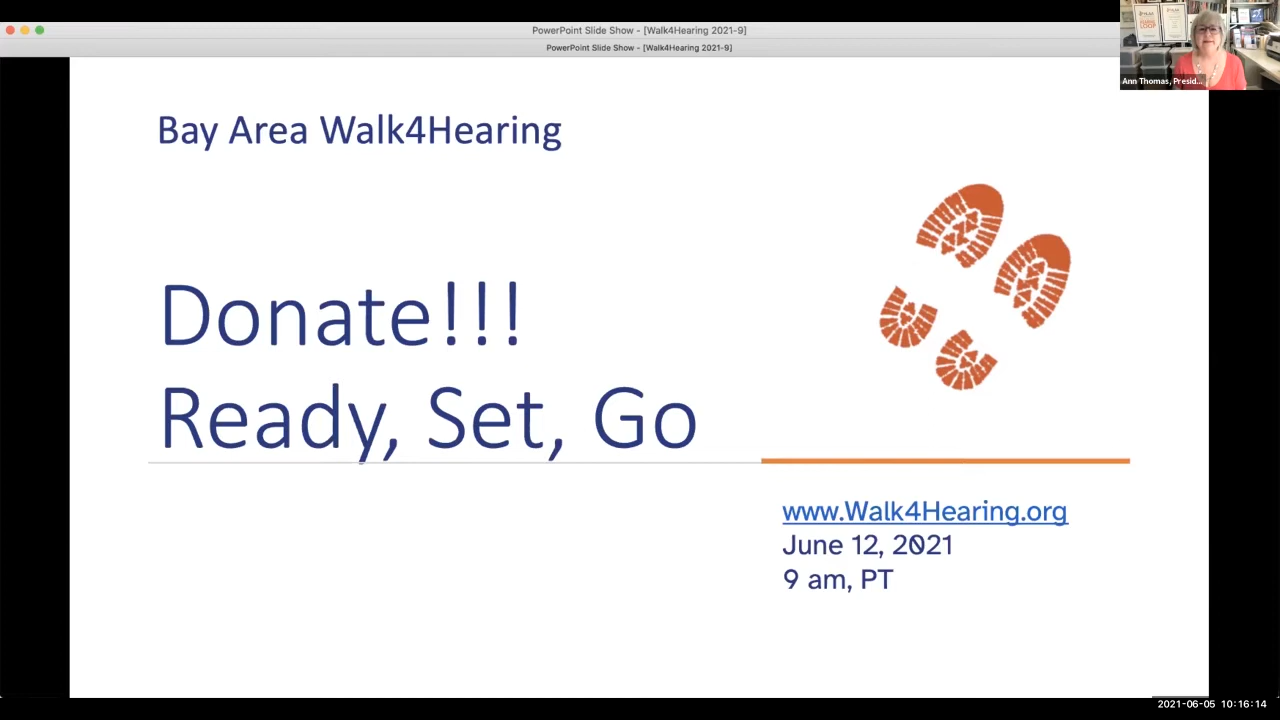 PowerPoint Slide Show - [Walk4Hearing 2021-9]
PowerPoint Slide Show - [Walk4Hearing 2021-9]
Ann Thomas, Presid...
Bay Area Walk4Hearing
Donate!!!
Ready, Set, Go
www.Walk4Hearing.org
June 12, 2021
9 am, PT
2021-06-05 10:16:14